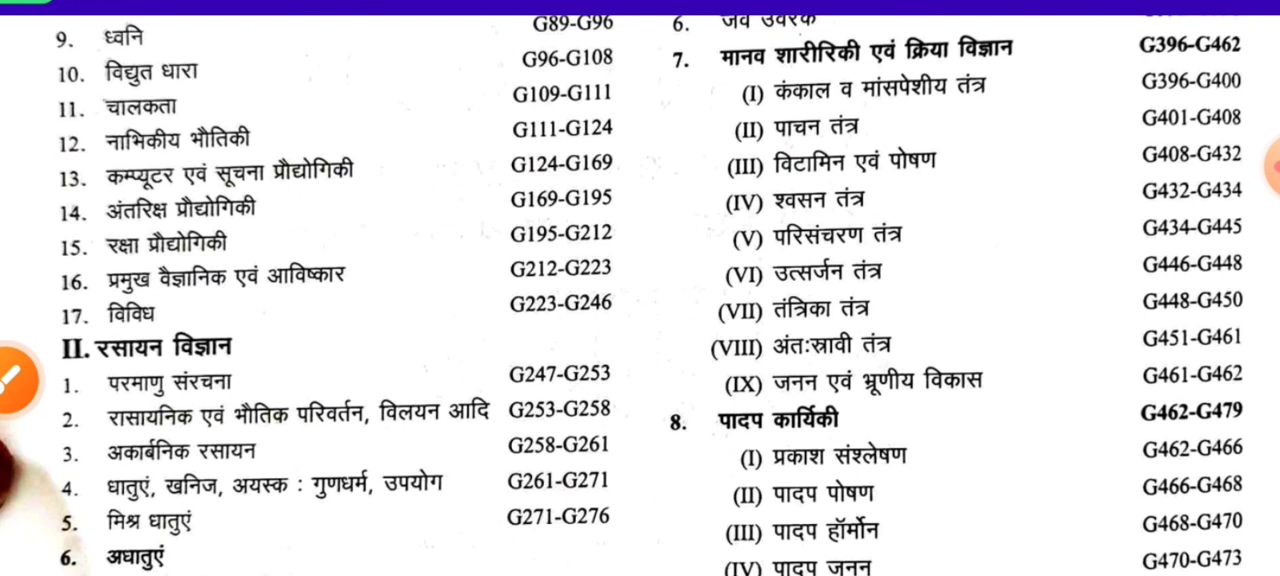 9. ध्वनि G89-G96
10. विद्युत धारा G96-G108
11. चालकता G109-G111
12. नाभिकीय भौतिकी G111-G124
13. कम्प्यूटर एवं सूचना प्रौद्योगिकी G124-G169
14. अंतरिक्ष प्रौद्योगिकी G169-G195
15. रक्षा प्रौद्योगिकी G195-G212
16. प्रमुख वैज्ञानिक एवं आविष्कार G212-G223
17. विविध G223-G246
II. रसायन विज्ञान
1. परमाणु संरचना G247-G253
2. रासायनिक एवं भौतिक परिवर्तन, विलयन आदि G253-G258
3. अकार्बनिक रसायन G258-G261
4. धातुएं, खनिज, अयस्क : गुणधर्म, उपयोग G261-G271
5. मिश्र धातुएं G271-G276
6. अधातुएं
6. जैव उर्वरक
7. मानव शारीरिकी एवं क्रिया विज्ञान G396-G462
(I) कंकाल व मांसपेशीय तंत्र G396-G400
(II) पाचन तंत्र G401-G408
(III) विटामिन एवं पोषण G408-G432
(IV) श्वसन तंत्र G432-G434
(V) परिसंचरण तंत्र G434-G445
(VI) उत्सर्जन तंत्र G446-G448
(VII) तंत्रिका तंत्र G448-G450
(VIII) अंतःस्रावी तंत्र G451-G461
(IX) जनन एवं भ्रूणीय विकास G461-G462
8. पादप कार्यिकी G462-G479
(I) प्रकाश संश्लेषण G462-G466
(II) पादप पोषण G466-G468
(III) पादप हॉर्मोन G468-G470
(IV) पादप जनन G470-G473